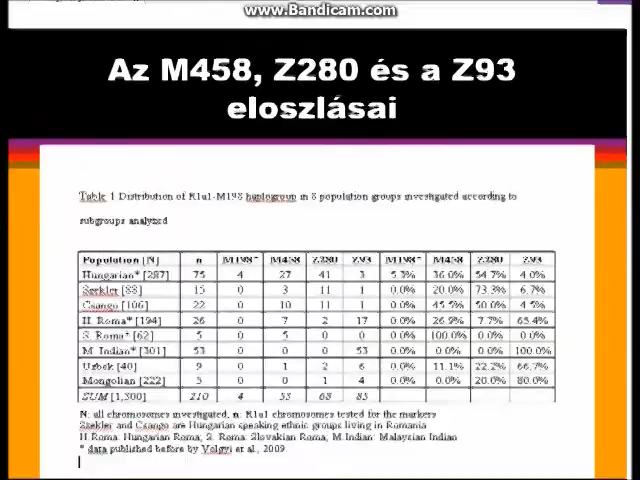 www.Bandicam.com
Az M458, Z280 és a Z93
eloszlásai
Table 1 Distribution of R1a1-M198 haplogroup in 8 population groups investigated according to
subgroups analyzed
Population [N] n M198* M458 Z280 Z93 M198* M458 Z280 Z93
Hungarian* [287] 75 4 27 41 3 5.3% 36.0% 54.7% 4.0%
Szekler [88] 15 0 3 11 1 0.0% 20.0% 73.3% 6.7%
Csango [106] 22 0 10 11 1 0.0% 45.5% 50.0% 4.5%
H. Roma* [194] 26 0 7 2 17 0.0% 26.9% 7.7% 65.4%
S. Roma* [62] 5 0 5 0 0 0.0% 100.0% 0.0% 0.0%
M. Indian* [301] 53 0 0 0 53 0.0% 0.0% 0.0% 100.0%
Uzbek [40] 9 0 1 2 6 0.0% 11.1% 22.2% 66.7%
Mongolian [222] 5 0 0 1 4 0.0% 0.0% 20.0% 80.0%
SUM [1,300] 210 4 53 68 85
N: all chromosomes investigated, n: R1a1 chromosomes tested for the markers
Szekler and Csango are Hungarian speaking ethnic groups living in Romania
H.Roma: Hungarian Roma; S. Roma: Slovakian Roma; M.Indian: Malaysian Indian
* data published before by Volgyi et al., 2009